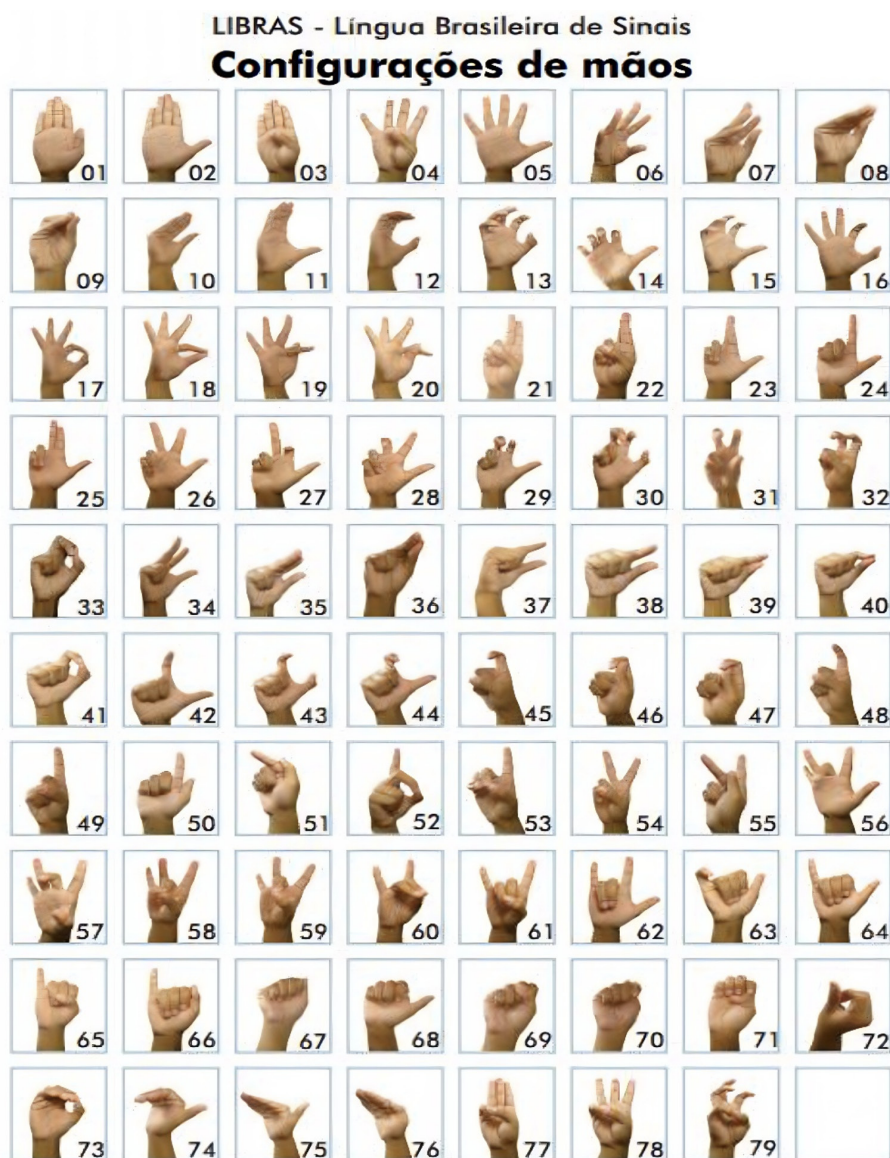 LIBRAS - Língua Brasileira de Sinais
Configurações de mãos
01 02 03 04 05 06 07 08
09 10 11 12 13 14 15 16
17 18 19 20 21 22 23 24
25 26 27 28 29 30 31 32
33 34 35 36 37 38 39 40
41 42 43 44 45 46 47 48
49 50 51 52 53 54 55 56
57 58 59 60 61 62 63 64
65 66 67 68 69 70 71 72
73 74 75 76 77 78 79